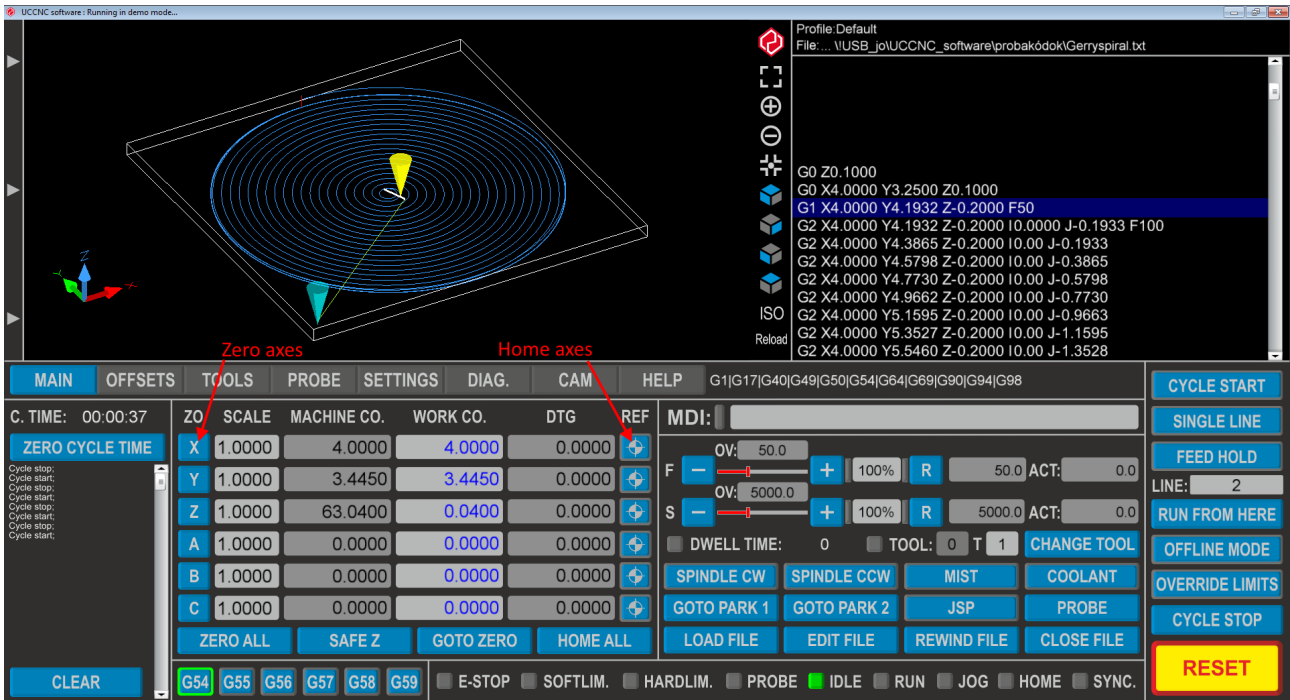 UCCNC software : Running in demo mode...
Profile:Default
File:... \!USB_jo\UCCNC_software\probakódok\Gerryspiral.txt
G0 Z0.1000
G0 X4.0000 Y3.2500 Z0.1000
G1 X4.0000 Y4.1932 Z-0.2000 F50
G2 X4.0000 Y4.1932 Z-0.2000 I0.0000 J-0.1933 F100
G2 X4.0000 Y4.3865 Z-0.2000 I0.00 J-0.1933
G2 X4.0000 Y4.5798 Z-0.2000 I0.00 J-0.3865
G2 X4.0000 Y4.7730 Z-0.2000 I0.00 J-0.5798
G2 X4.0000 Y4.9662 Z-0.2000 I0.00 J-0.7730
G2 X4.0000 Y5.1595 Z-0.2000 I0.00 J-0.9663
G2 X4.0000 Y5.3527 Z-0.2000 I0.00 J-1.1595
G2 X4.0000 Y5.5460 Z-0.2000 I0.00 J-1.3528
Z
Y
X
ISO
Reload
Zero axes
Home axes
MAIN OFFSETS TOOLS PROBE SETTINGS DIAG. CAM HELP
G1|G17|G40|G49|G50|G54|G64|G69|G90|G94|G98
C. TIME: 00:00:37
ZERO CYCLE TIME
Cycle stop;
Cycle start;
Cycle stop;
Cycle start;
Cycle stop;
Cycle stop;
Cycle start;
CLEAR
ZO SCALE MACHINE CO. WORK CO. DTG REF
X 1.0000 4.0000 4.0000 0.0000
Y 1.0000 3.4450 3.4450 0.0000
Z 1.0000 63.0400 0.0400 0.0000
A 1.0000 0.0000 0.0000 0.0000
B 1.0000 0.0000 0.0000 0.0000
C 1.0000 0.0000 0.0000 0.0000
ZERO ALL SAFE Z GOTO ZERO HOME ALL
MDI:
OV: 50.0
F − + 100% R 50.0 ACT: 0.0
OV: 5000.0
S − + 100% R 5000.0 ACT: 0.0
DWELL TIME: 0 TOOL: 0 T 1 CHANGE TOOL
SPINDLE CW SPINDLE CCW MIST COOLANT
GOTO PARK 1 GOTO PARK 2 JSP PROBE
LOAD FILE EDIT FILE REWIND FILE CLOSE FILE
CYCLE START
SINGLE LINE
FEED HOLD
LINE: 2
RUN FROM HERE
OFFLINE MODE
OVERRIDE LIMITS
CYCLE STOP
RESET
G54 G55 G56 G57 G58 G59 E-STOP SOFTLIM. HARDLIM. PROBE IDLE RUN JOG HOME SYNC.